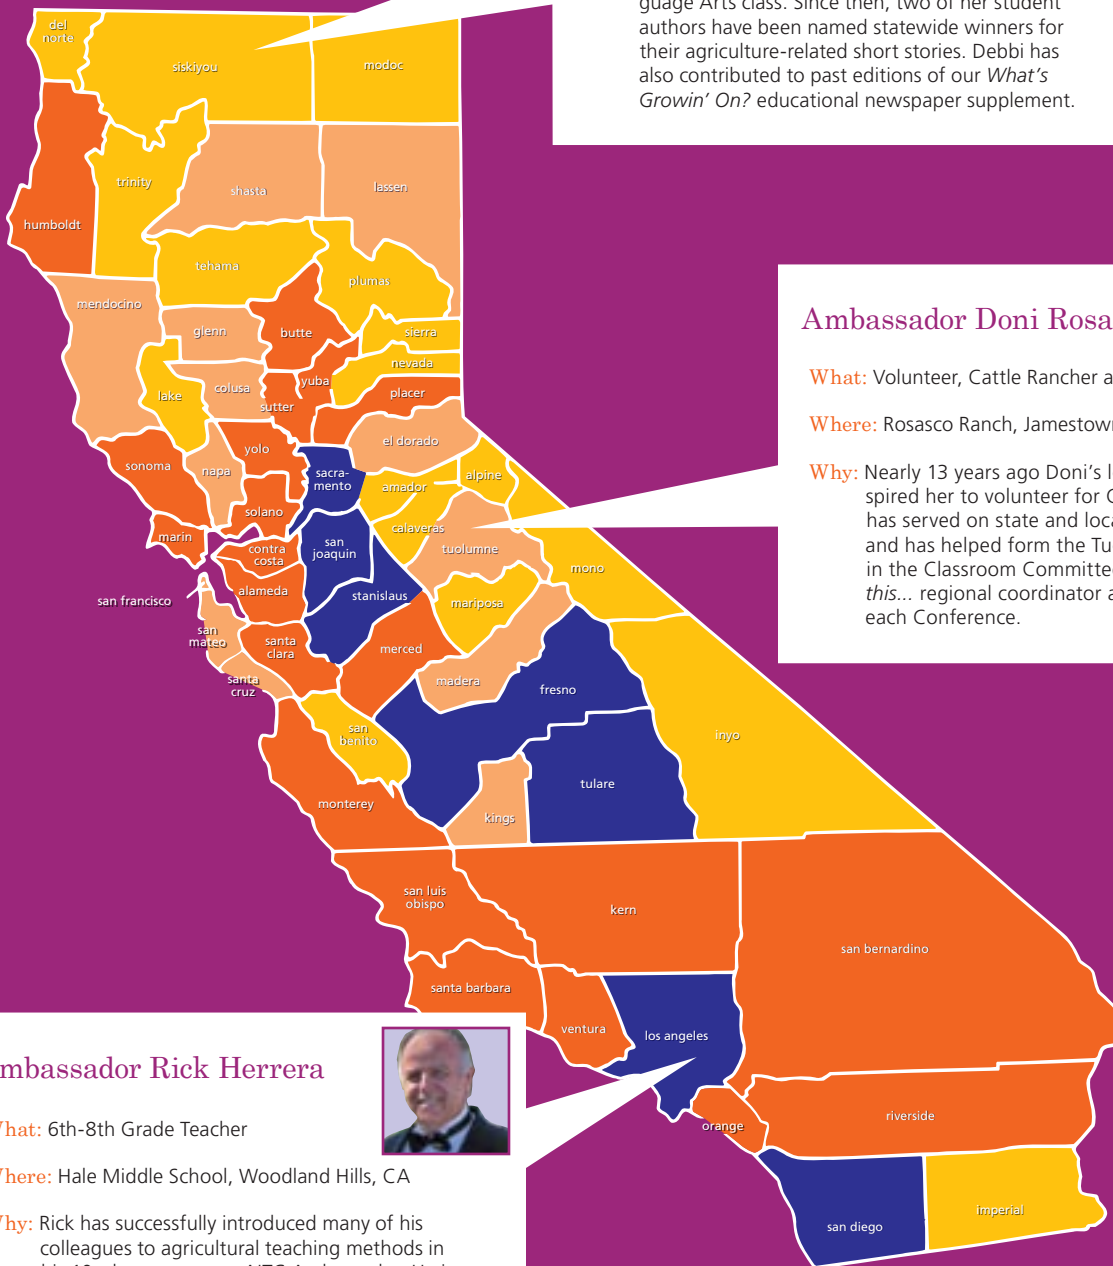 guage Arts class. Since then, two of her student
authors have been named statewide winners for
their agriculture-related short stories. Debbi has
also contributed to past editions of our What's
Growin' On? educational newspaper supplement.
del
norte
siskiyou
modoc
trinity
shasta
lassen
humboldt
tehama
plumas
mendocino
glenn
butte
sierra
nevada
lake
colusa
yuba
placer
sutter
el dorado
sonoma
napa
yolo
sacra-
mento
amador
alpine
solano
calaveras
marin
contra
costa
san
joaquin
tuolumne
mono
san francisco
alameda
stanislaus
mariposa
san
mateo
santa
clara
merced
santa
cruz
madera
fresno
san
benito
inyo
tulare
monterey
kings
san luis
obispo
kern
san bernardino
santa barbara
ventura
los angeles
orange
riverside
san diego
imperial
Ambassador Doni Rosa
What: Volunteer, Cattle Rancher a
Where: Rosasco Ranch, Jamestown
Why: Nearly 13 years ago Doni's l
spired her to volunteer for
has served on state and loca
and has helped form the Tu
in the Classroom Committe
this... regional coordinator a
each Conference.
mbassador Rick Herrera
hat: 6th-8th Grade Teacher
here: Hale Middle School, Woodland Hills, CA
hy: Rick has successfully introduced many of his
colleagues to agricultural teaching methods in